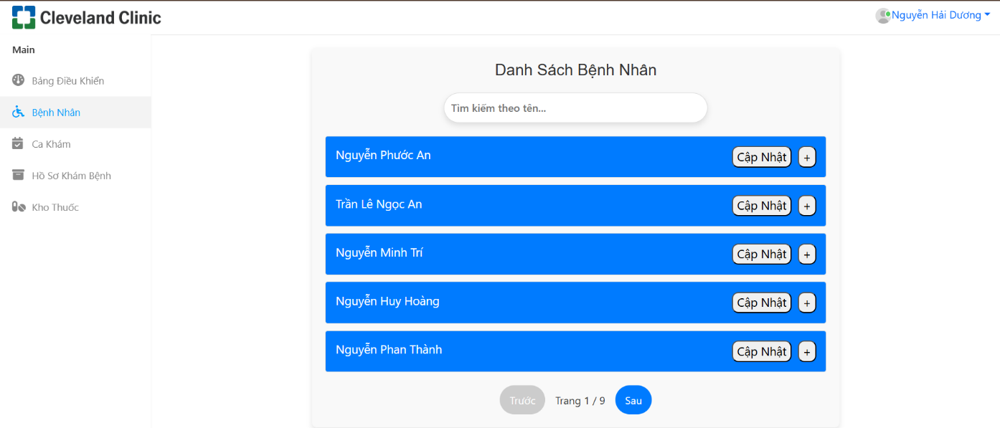 Cleveland Clinic
Nguyễn Hải Dương
Main
Bảng Điều Khiển
Bệnh Nhân
Ca Khám
Hồ Sơ Khám Bệnh
Kho Thuốc
Danh Sách Bệnh Nhân
Tìm kiếm theo tên...
Nguyễn Phước An Cập Nhật +
Trần Lê Ngọc An Cập Nhật +
Nguyễn Minh Trí Cập Nhật +
Nguyễn Huy Hoàng Cập Nhật +
Nguyễn Phan Thành Cập Nhật +
Trước Trang 1 / 9 Sau